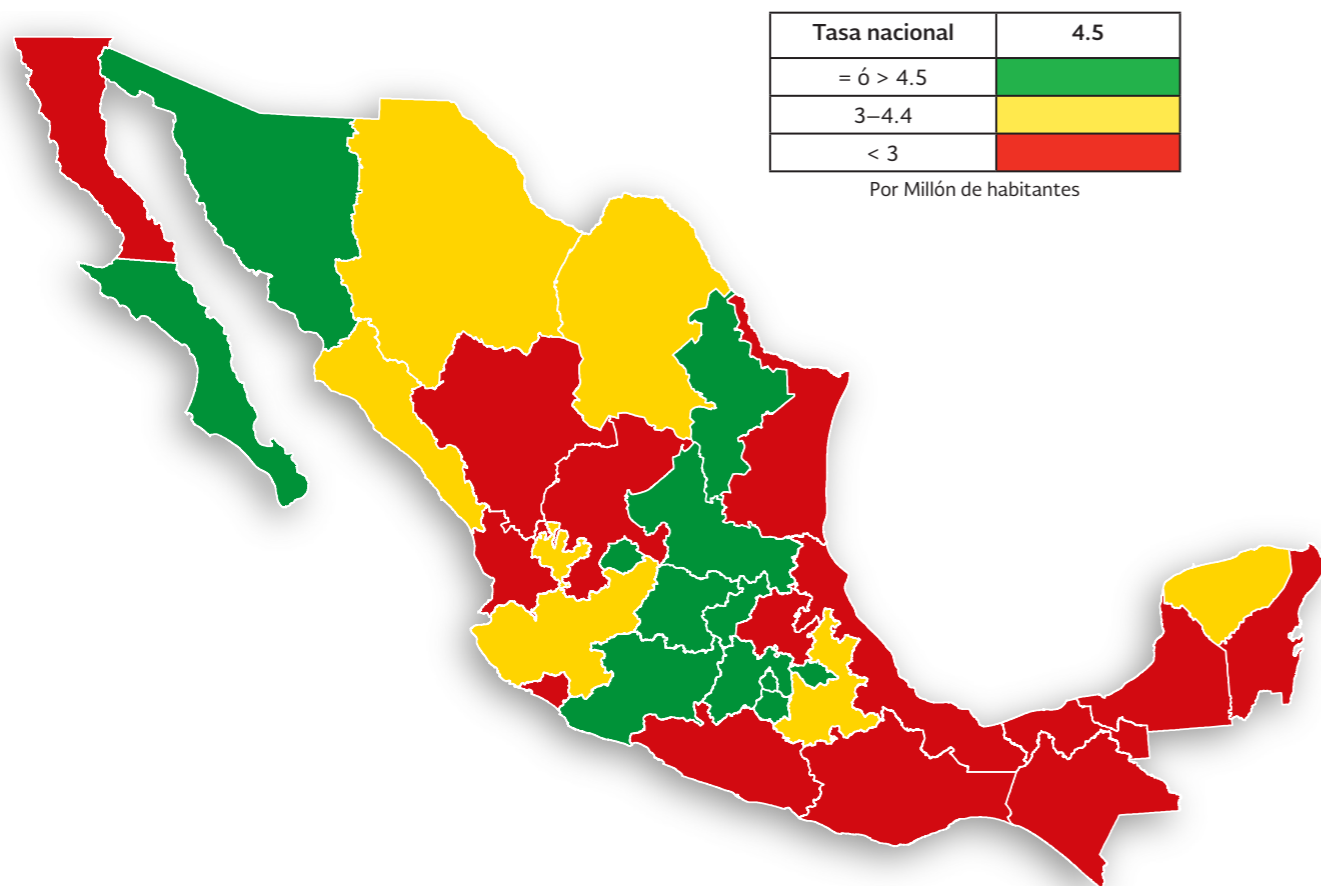 Tasa nacional 4.5
= ó > 4.5
3–4.4
< 3
Por Millón de habitantes